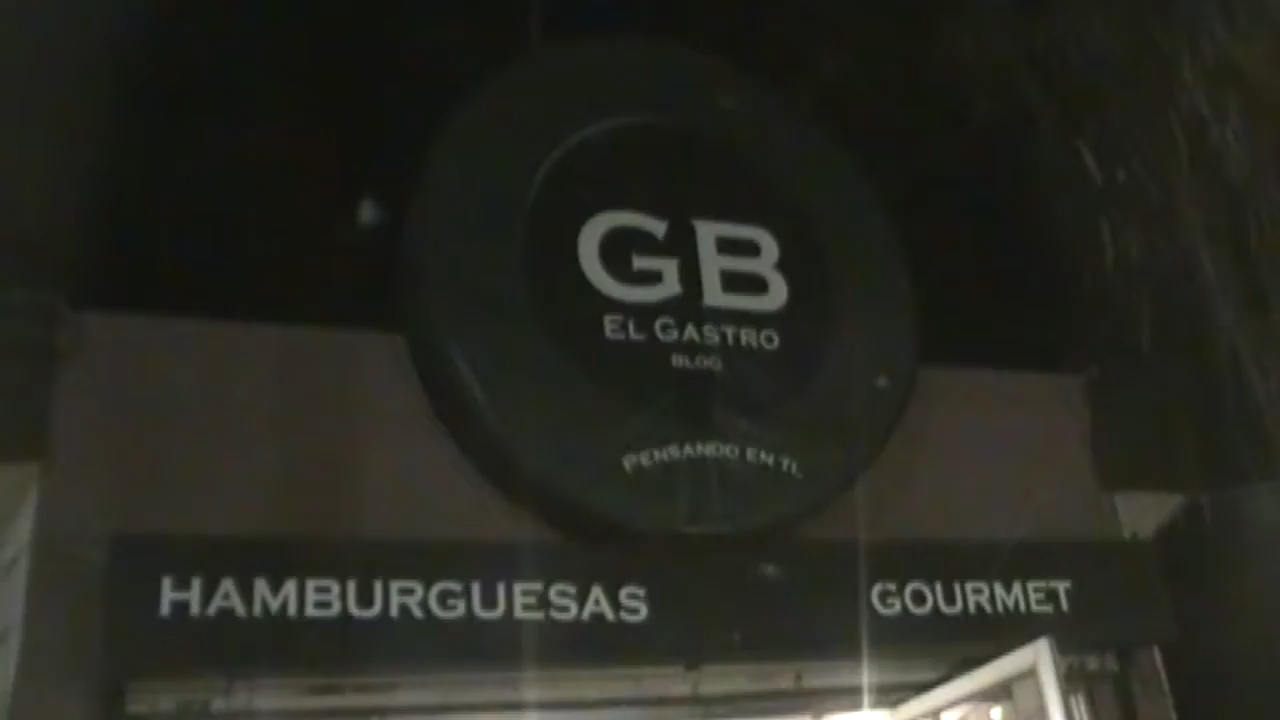 GB
EL GASTRO
BLOG
PENSANDO EN TI.
HAMBURGUESAS GOURMET